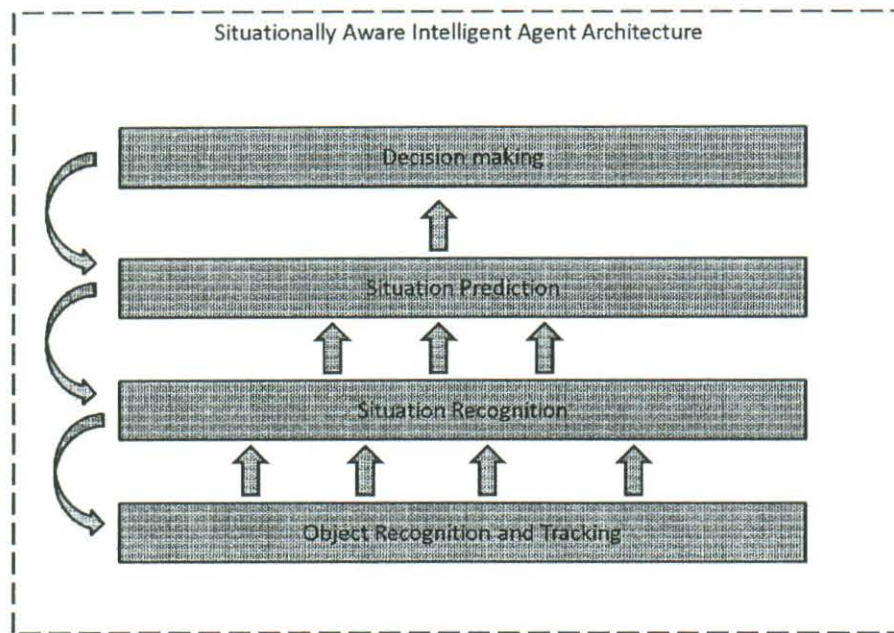 Situationally Aware Intelligent Agent Architecture
Decision making
Situation Prediction
Situation Recognition
Object Recognition and Tracking